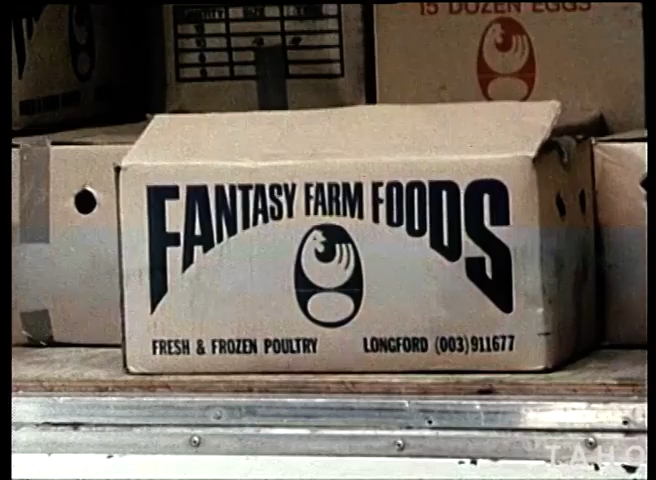 15 DOZEN EGGS
FANTASY FARM FOODS
FRESH & FROZEN POULTRY LONGFORD (003) 911677
TAHO